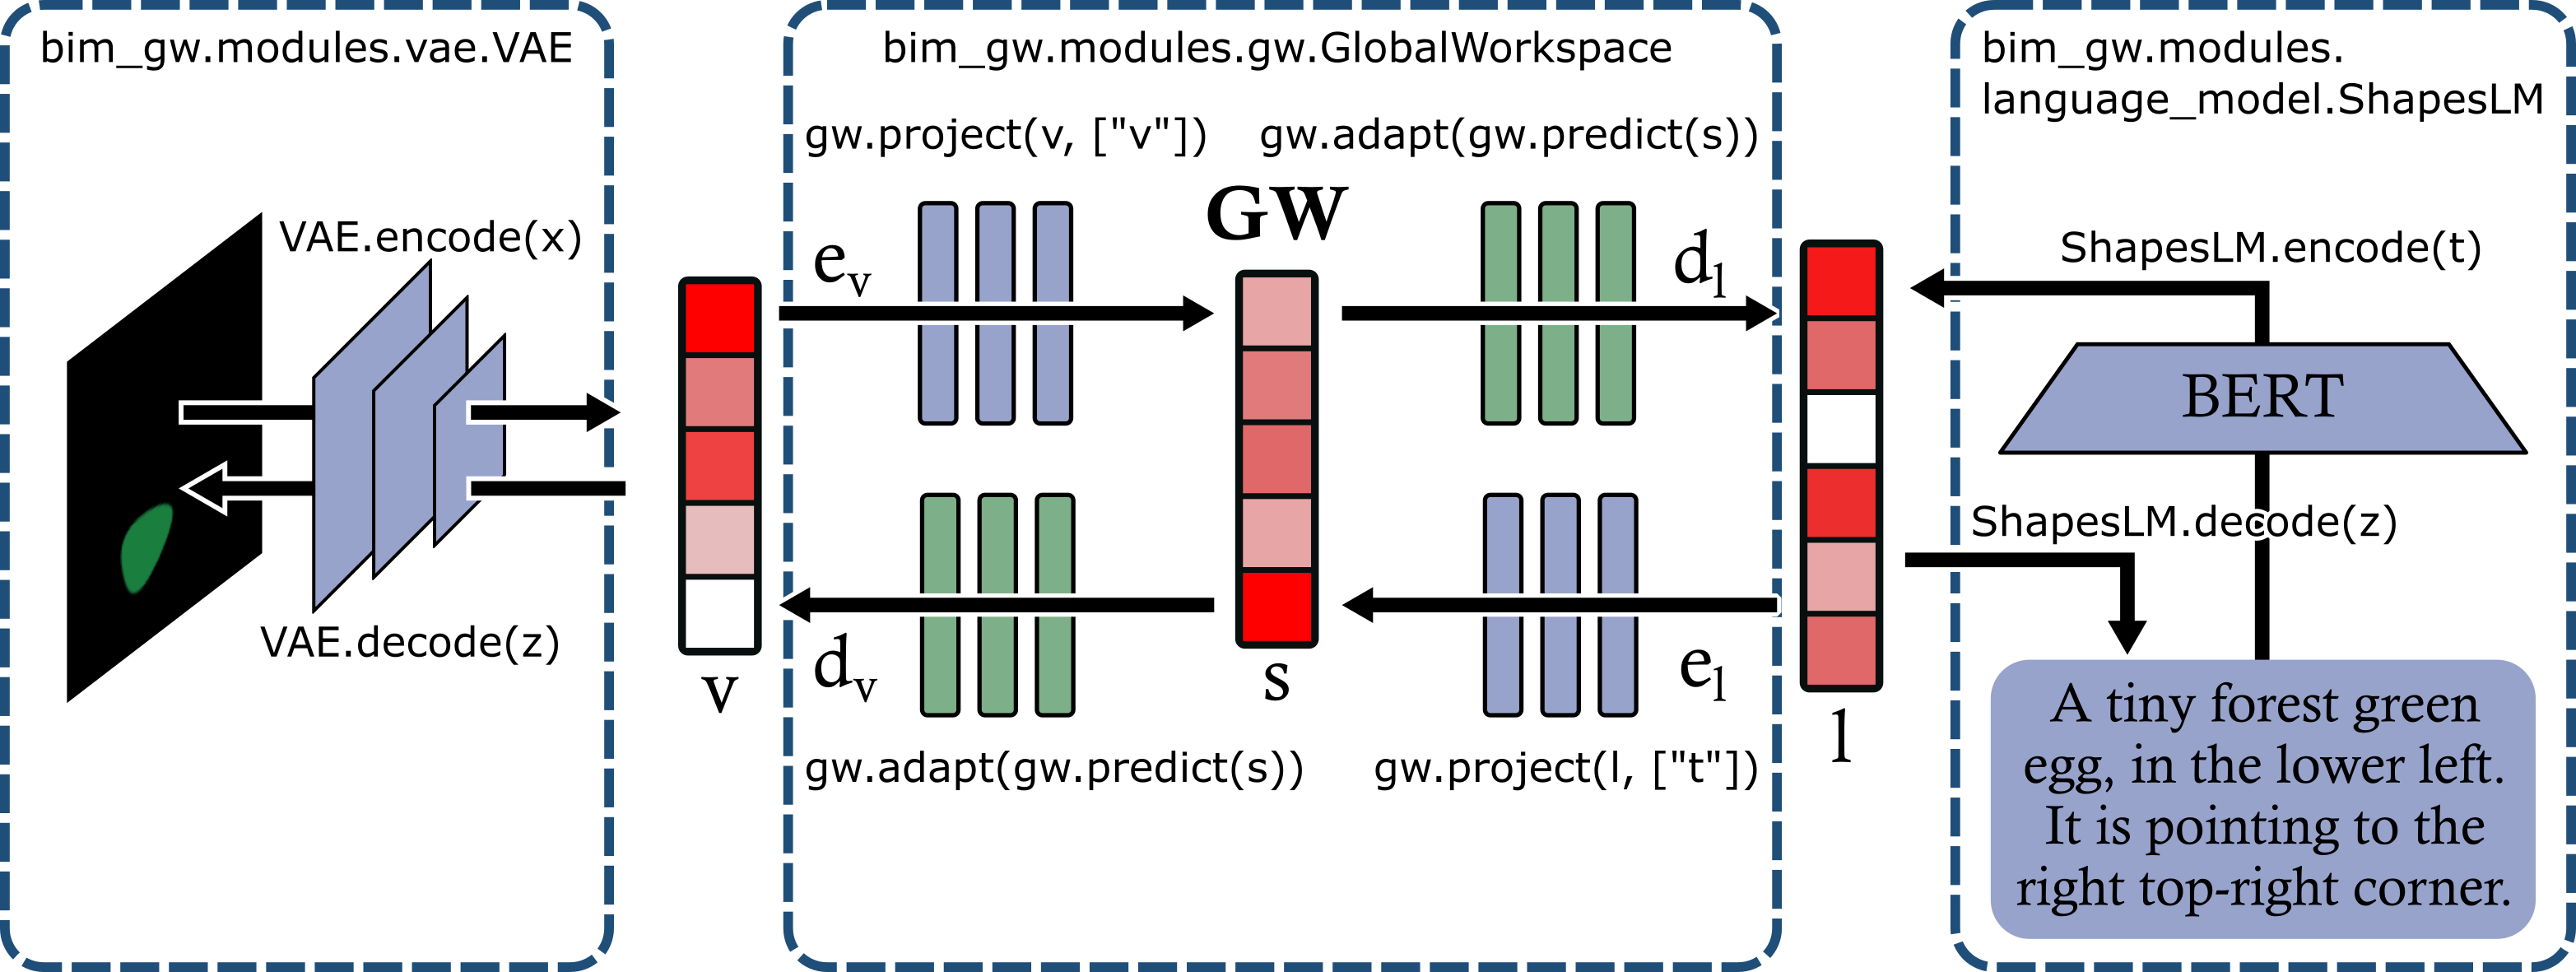 bim_gw.modules.vae.VAE
VAE.encode(x)
VAE.decode(z)
v
bim_gw.modules.gw.GlobalWorkspace
gw.project(v, ["v"])
gw.adapt(gw.predict(s))
GW
e_v
d_l
s
d_v
e_l
gw.adapt(gw.predict(s))
gw.project(l, ["t"])
l
bim_gw.modules.
language_model.ShapesLM
ShapesLM.encode(t)
BERT
ShapesLM.decode(z)
A tiny forest green
egg, in the lower left.
It is pointing to the
right top-right corner.